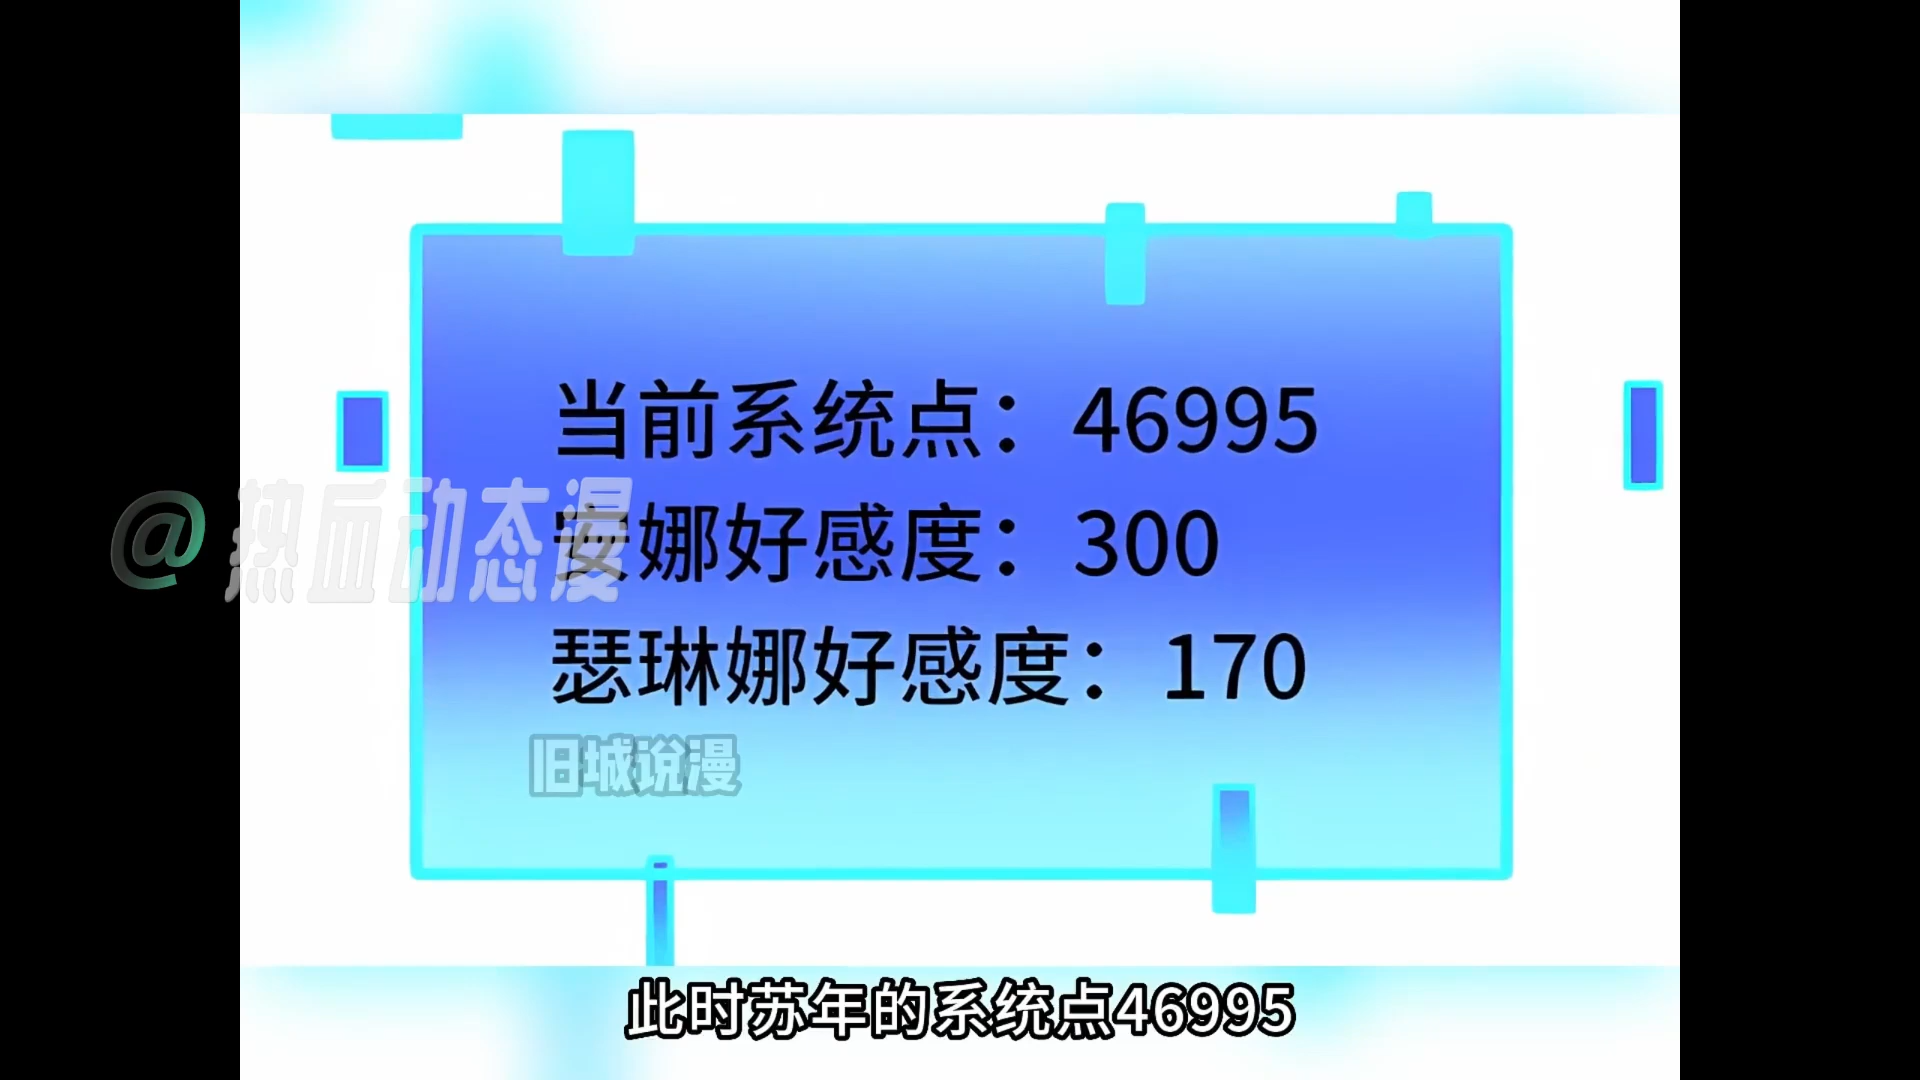 当前系统点：46995
安娜好感度：300
瑟琳娜好感度：170
@热血动态漫
旧城说漫
此时苏年的系统点46995